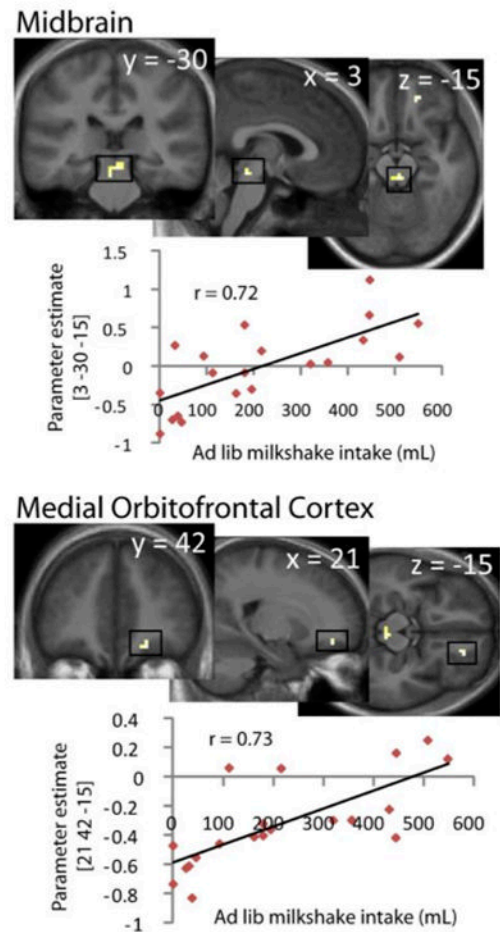 Midbrain
y = -30
x = 3
z = -15
Parameter estimate
[3 -30 -15]
1.5
1
0.5
0
-0.5
-1
r = 0.72
0 100 200 300 400 500 600
Ad lib milkshake intake (mL)
Medial Orbitofrontal Cortex
y = 42
x = 21
z = -15
Parameter estimate
[21 42 -15]
0.4
0.2
0
-0.2
-0.4
-0.6
-0.8
-1
r = 0.73
0 100 200 300 400 500 600
Ad lib milkshake intake (mL)